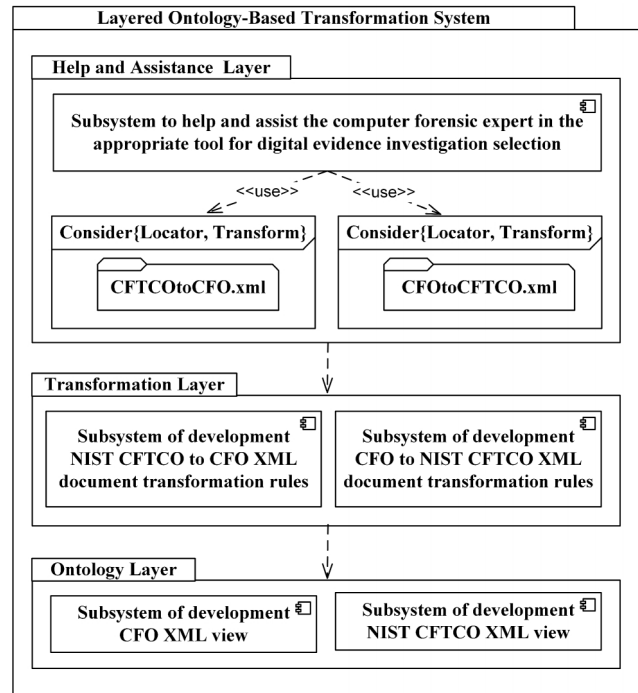 Layered Ontology-Based Transformation System
Help and Assistance Layer
Subsystem to help and assist the computer forensic expert in the
appropriate tool for digital evidence investigation selection
<<use>>
<<use>>
Consider{Locator, Transform}
CFTCOtoCFO.xml
Consider{Locator, Transform}
CFOtoCFTCO.xml
Transformation Layer
Subsystem of development
NIST CFTCO to CFO XML
document transformation rules
Subsystem of development
CFO to NIST CFTCO XML
document transformation rules
Ontology Layer
Subsystem of development
CFO XML view
Subsystem of development
NIST CFTCO XML view